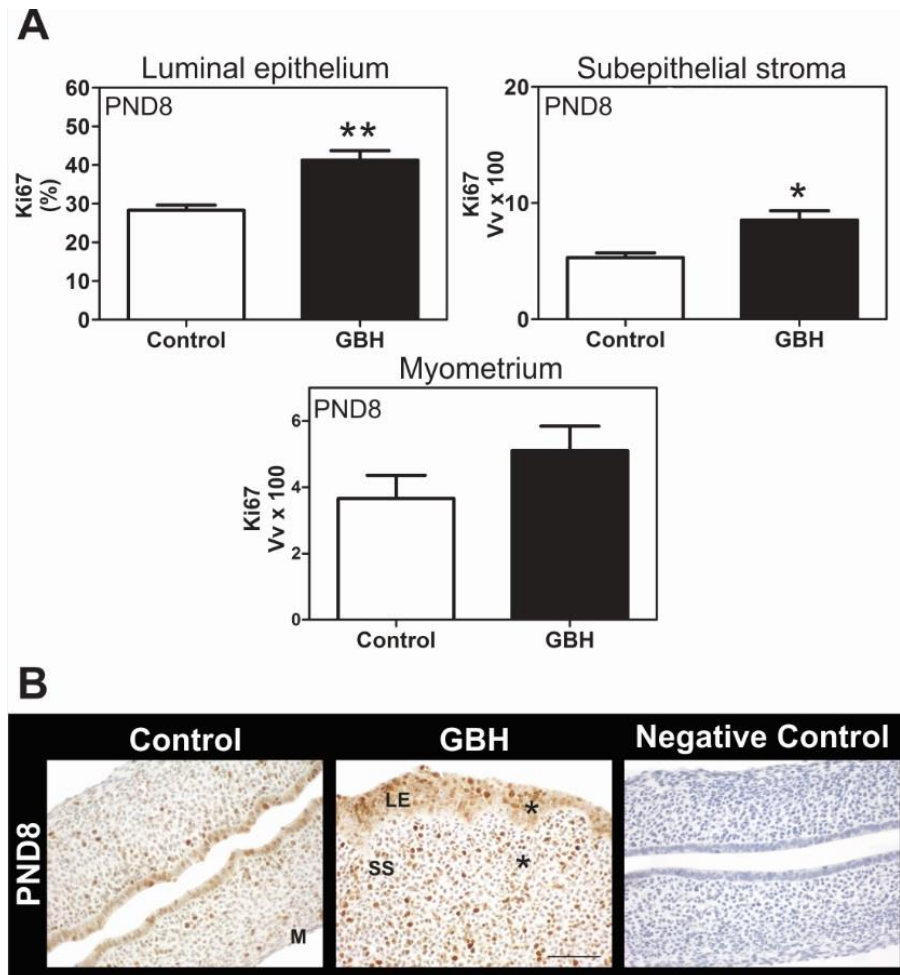 A
Luminal epithelium
PND8
**
Ki67
(%)
60
50
40
30
20
10
0
Control GBH
Subepithelial stroma
PND8
*
Ki67
Vv x 100
20
10
0
Control GBH
Myometrium
PND8
Ki67
Vv x 100
6
4
2
0
Control GBH
B
Control GBH Negative Control
PND8
M
LE
*
SS
*